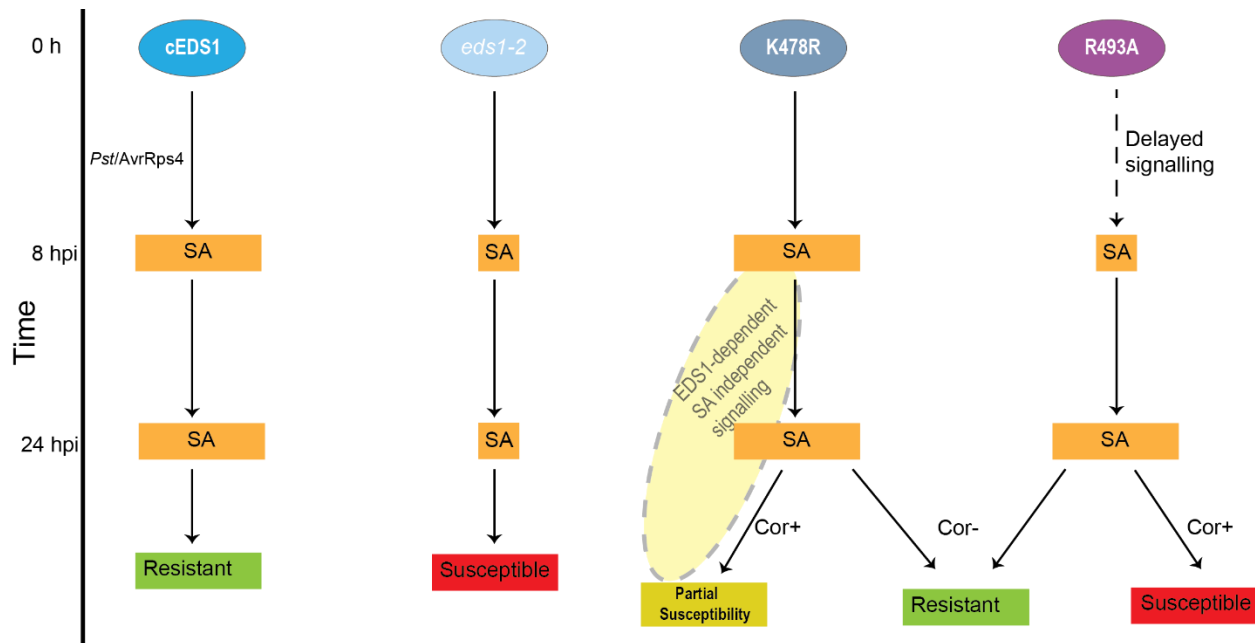 0 h
cEDS1
eds1-2
K478R
R493A
Pst/AvrRps4
Delayed
signalling
8 hpi
SA
SA
SA
SA
Time
EDS1-dependent
SA independent
signalling
24 hpi
SA
SA
SA
SA
Cor+
Cor-
Cor+
Resistant
Susceptible
Partial
Susceptibility
Resistant
Susceptible